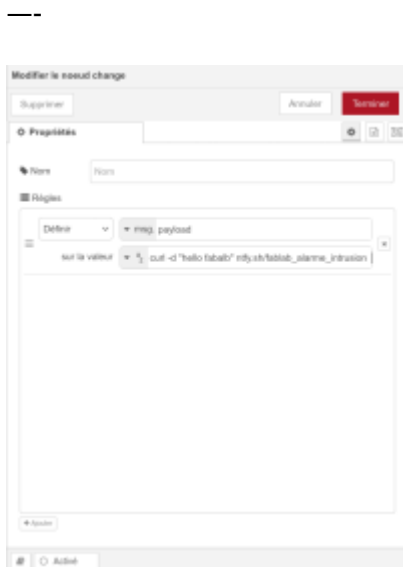 —-
Modifier le noeud change
Supprimer
Annuler
Terminer
Propriétés
Nom
Nom
Règles
Définir
msg. payload
sur la valeur
curl -d "hello fabalb" ntfy.sh/fablab_alarme_intrusion
Ajouter
Activé